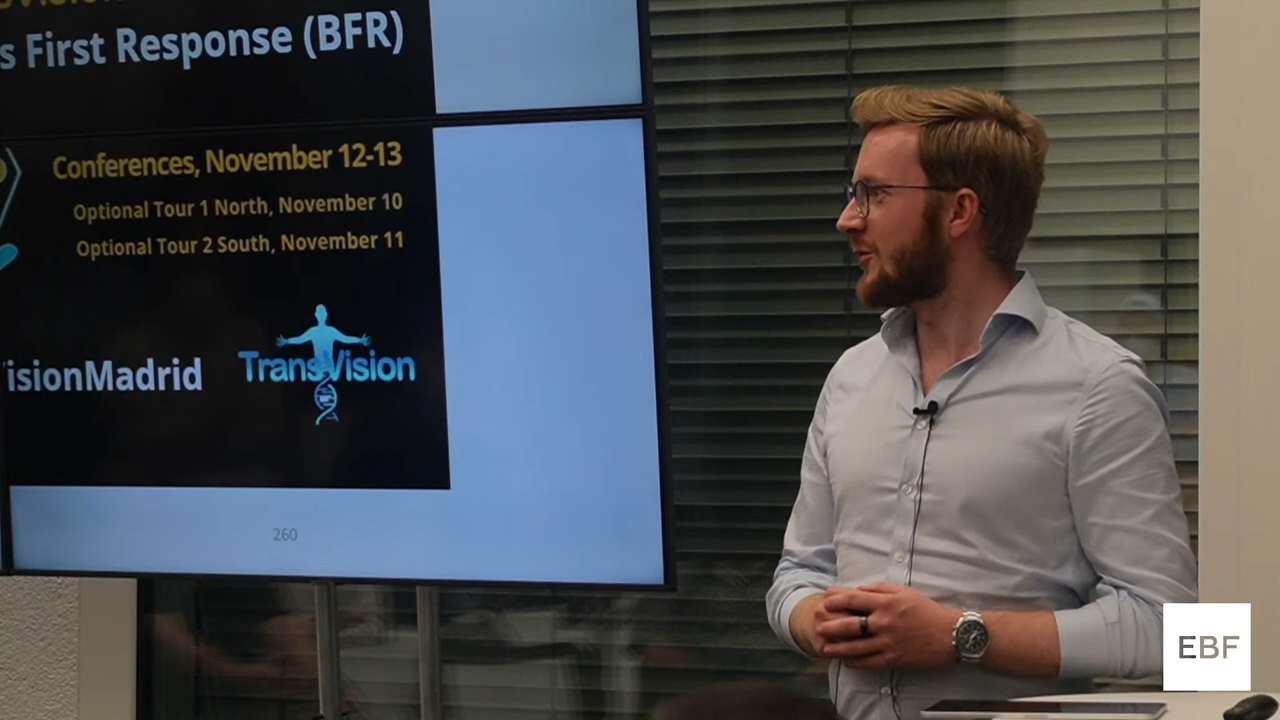 s First Response (BFR)
Conferences, November 12-13
Optional Tour 1 North, November 10
Optional Tour 2 South, November 11
isionMadrid
TransVision
260
EBF